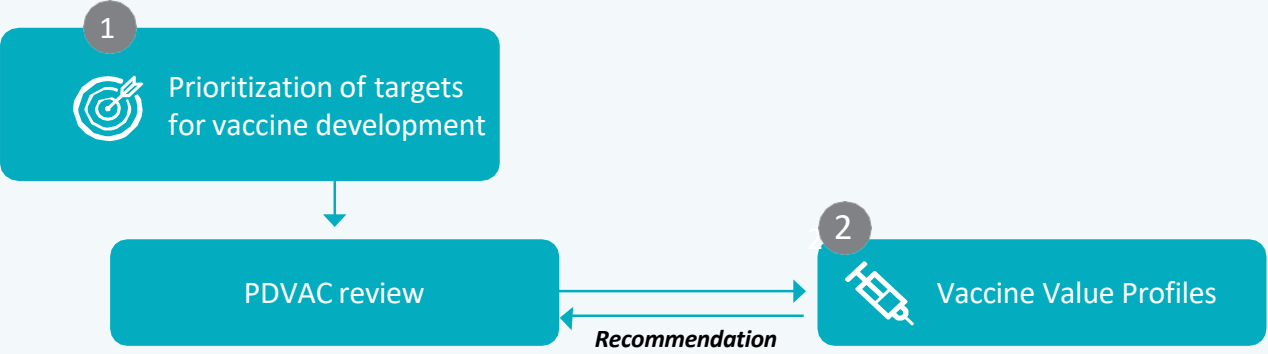 1
Prioritization of targets
for vaccine development
2
PDVAC review
Vaccine Value Profiles
Recommendation